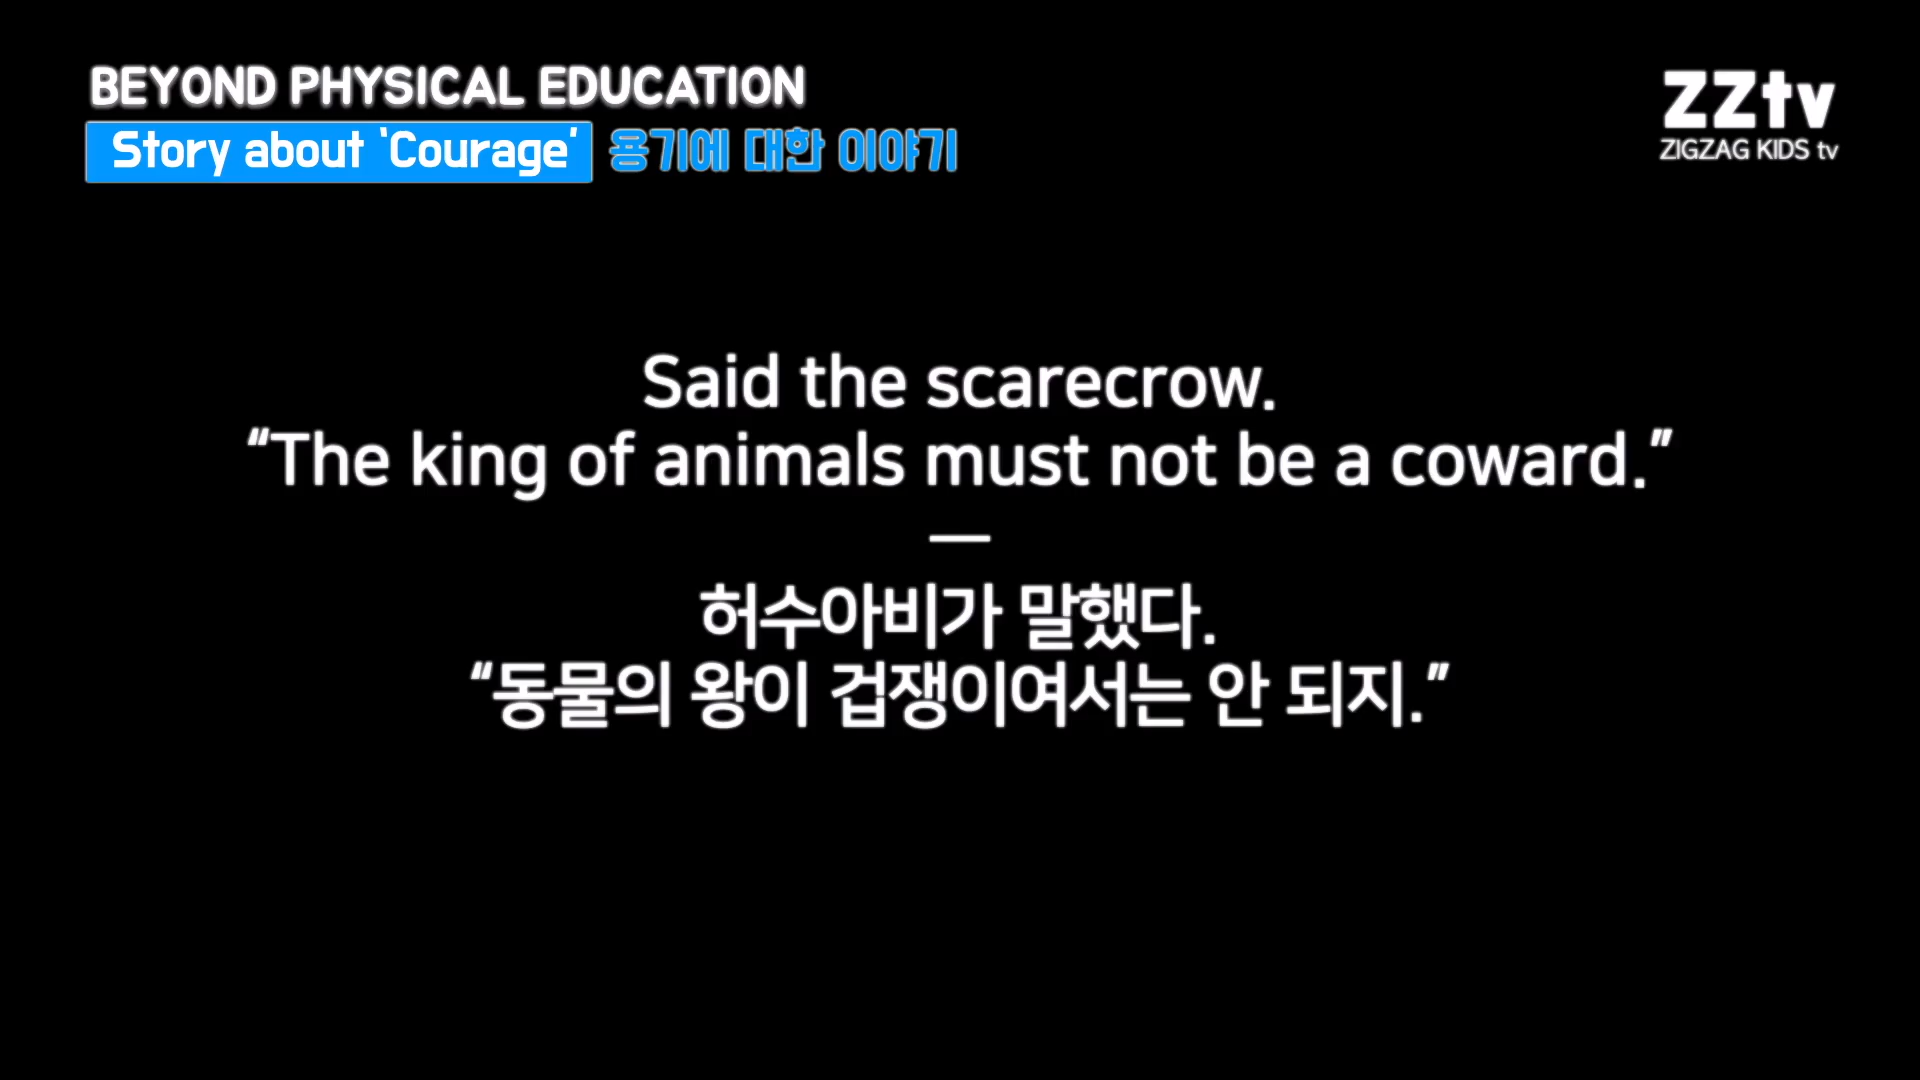 BEYOND PHYSICAL EDUCATION
Story about ‘Courage’ 용기에 대한 이야기
ZZtv
ZIGZAG KIDS tv
Said the scarecrow.
“The king of animals must not be a coward.”
—
허수아비가 말했다.
“동물의 왕이 겁쟁이여서는 안 되지.”